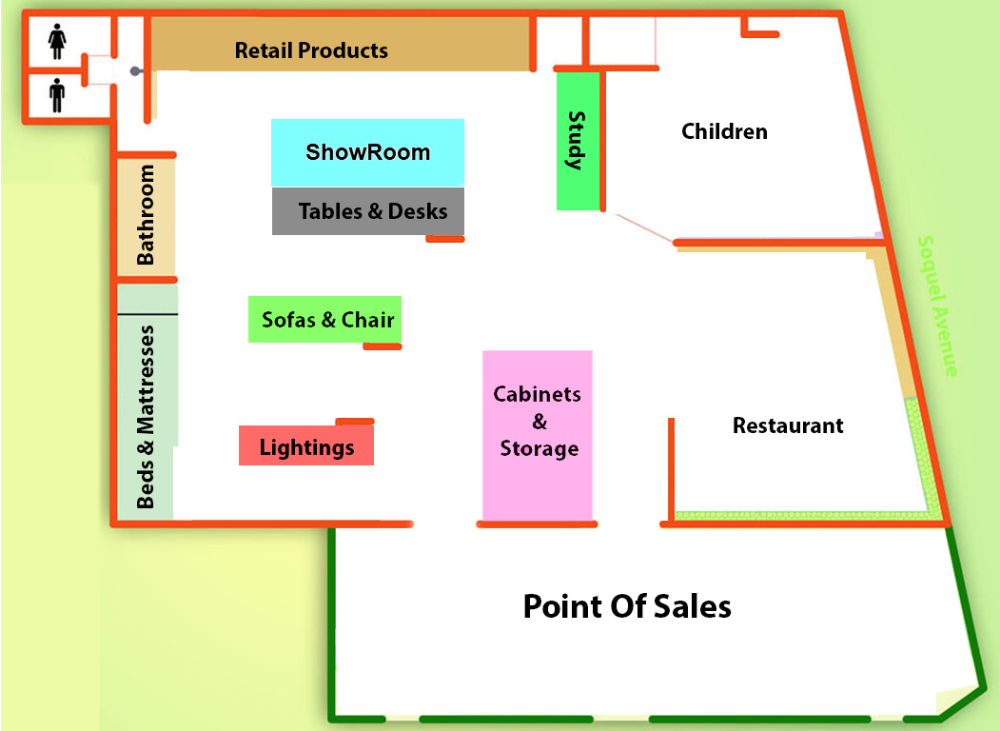 Retail Products
ShowRoom
Study
Children
Tables & Desks
Bathroom
Soquel Avenue
Sofas & Chair
Beds & Mattresses
Cabinets
&
Storage
Restaurant
Lightings
Point Of Sales